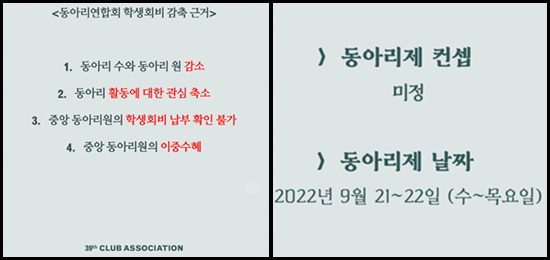 <동아리연합회 학생회비 감축 근거>
1. 동아리 수와 동아리 원 감소
2. 동아리 활동에 대한 관심 축소
3. 중앙 동아리원의 학생회비 납부 확인 불가
4. 중앙 동아리원의 이중수혜
39th CLUB ASSOCIATION
> 동아리제 컨셉
미정
> 동아리제 날짜
2022년 9월 21~22일 (수~목요일)